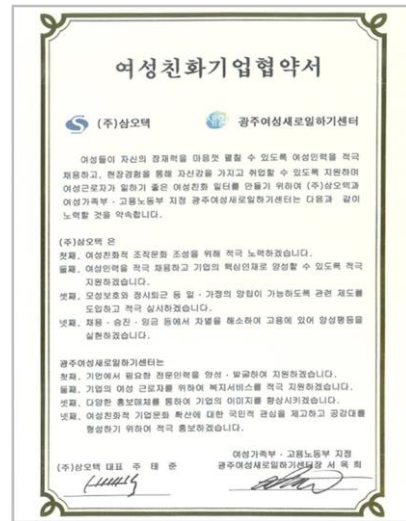 여성친화기업협약서
(주)삼오텍 광주여성새로일하기센터
여성들이 자신의 잠재력을 마음껏 펼칠 수 있도록 여성인력을 적극
채용하고, 현장경험을 통해 자신감을 가지고 취업할 수 있도록 지원하며
여성근로자가 일하기 좋은 여성친화 일터를 만들기 위하여 (주)삼오텍과
여성가족부 · 고용노동부 지정 광주여성새로일하기센터는 다음과 같이
노력할 것을 약속합니다.
(주)삼오텍 은
첫째, 여성친화적 조직문화 조성을 위해 적극 노력하겠습니다.
둘째, 여성인력을 적극 채용하고 기업의 핵심인재로 양성할 수 있도록 적극
지원하겠습니다.
셋째, 모성보호와 정시퇴근 등 일 · 가정의 양립이 가능하도록 관련 제도를
도입하고 적극 실시하겠습니다.
넷째, 채용 · 승진 · 임금 등에서 차별을 해소하여 고용에 있어 양성평등을
실현하겠습니다.
광주여성새로일하기센터는
첫째, 기업에서 필요한 전문인력을 양성 · 발굴하여 지원하겠습니다.
둘째, 기업의 여성 근로자를 위하여 복지서비스를 적극 지원하겠습니다.
셋째, 다양한 홍보매체를 통하여 기업의 이미지를 향상시키겠습니다.
넷째, 여성친화적 기업문화 확산에 대한 국민적 관심을 제고하고 공감대를
형성하기 위하여 적극 홍보하겠습니다.
여성가족부 · 고용노동부 지정
(주)삼오텍 대표 주 태 준 광주여성새로일하기센터장 서 옥 희